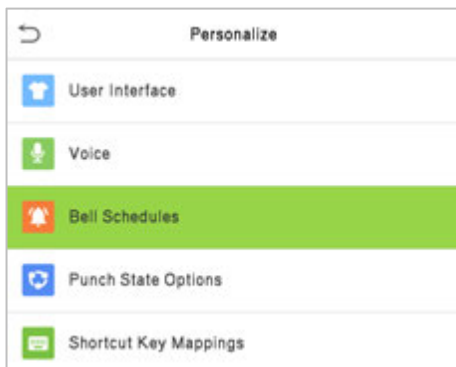 Personalize
User Interface
Voice
Bell Schedules
Punch State Options
Shortcut Key Mappings